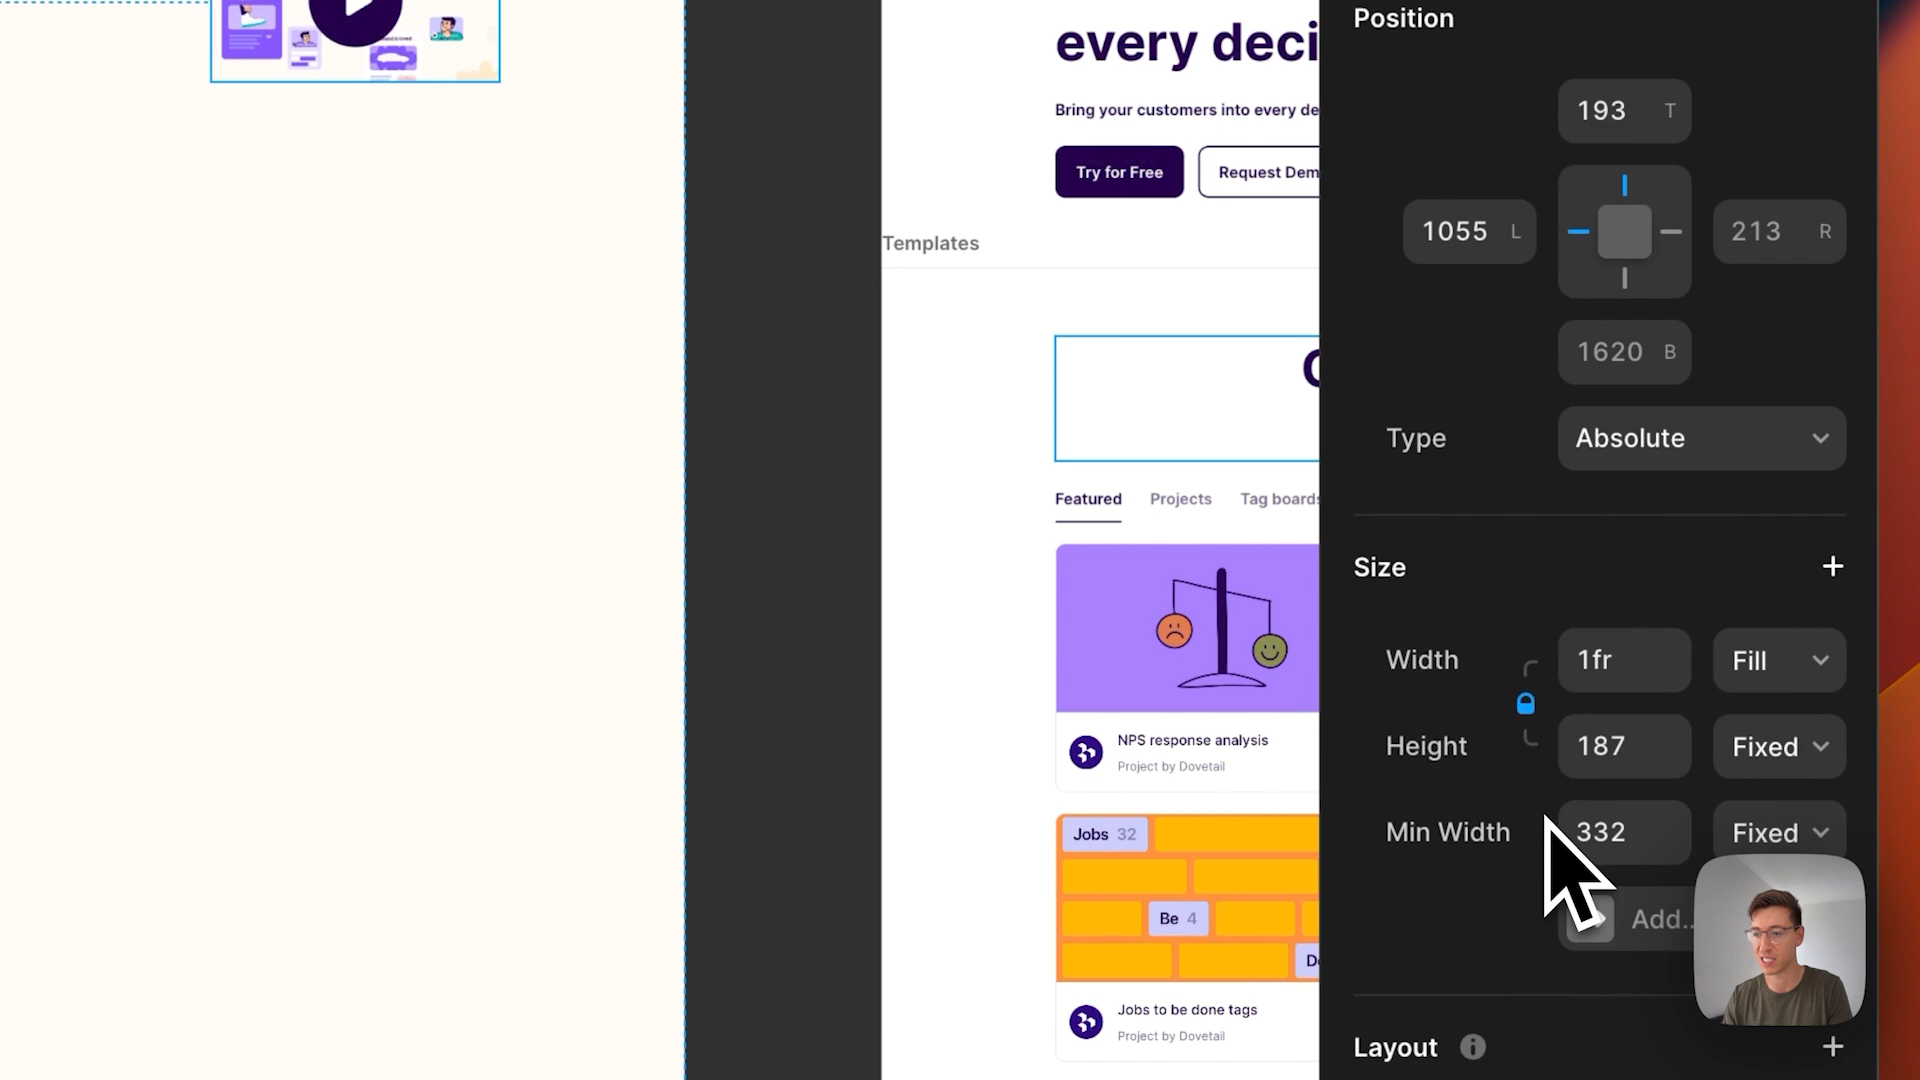 every deci
Bring your customers into every de
Try for Free
Request Dem
Templates
Featured
Projects
Tag boards
NPS response analysis
Project by Dovetail
Jobs 32
Be 4
Jobs to be done tags
Project by Dovetail
Position
193 T
1055 L
213 R
1620 B
Type
Absolute
Size
Width
1fr
Fill
Height
187
Fixed
Min Width
332
Fixed
Add..
Layout